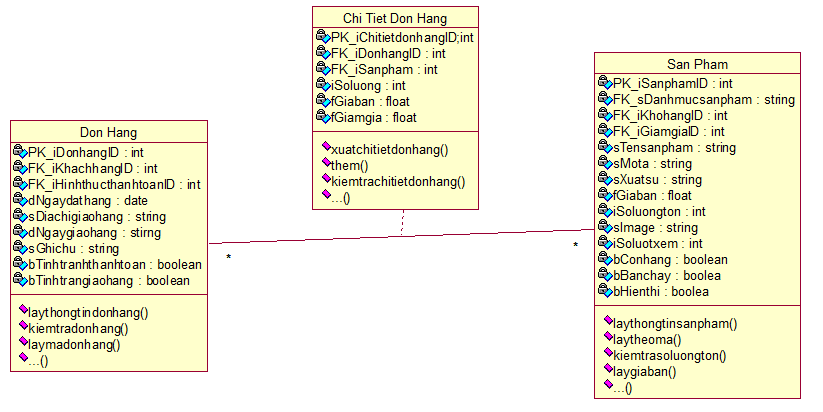 Chi Tiet Don Hang
PK_iChitietdonhangID;int
FK_iDonhangID : int
FK_iSanpham : int
iSoluong : int
fGiaban : float
fGiamgia : float
xuatchitietdonhang()
them()
kiemtrachitietdonhang()
...()
Don Hang
PK_iDonhangID : int
FK_iKhachhangID : int
FK_iHinhthucthanhtoanID : int
dNgaydathang : date
sDiachigiaohang : string
dNgaygiaohang : stirng
sGhichu : string
bTinhtranhthanhtoan : boolean
bTinhtrangiaohang : boolean
laythongtindonhang()
kiemtradonhang()
laymadonhang()
...()
*
*
San Pham
PK_iSanphamID : int
FK_sDanhmucsanpham : string
FK_iKhohangID : int
FK_iGiamgiaID : int
sTensanpham : string
sMota : string
sXuatsu : string
fGiaban : float
iSoluongton : int
sImage : string
iSoluotxem : int
bConhang : boolean
bBanchay : boolea
bHienthi : boolea
laythongtinsanpham()
laytheoma()
kiemtrasoluongton()
laygiaban()
...()